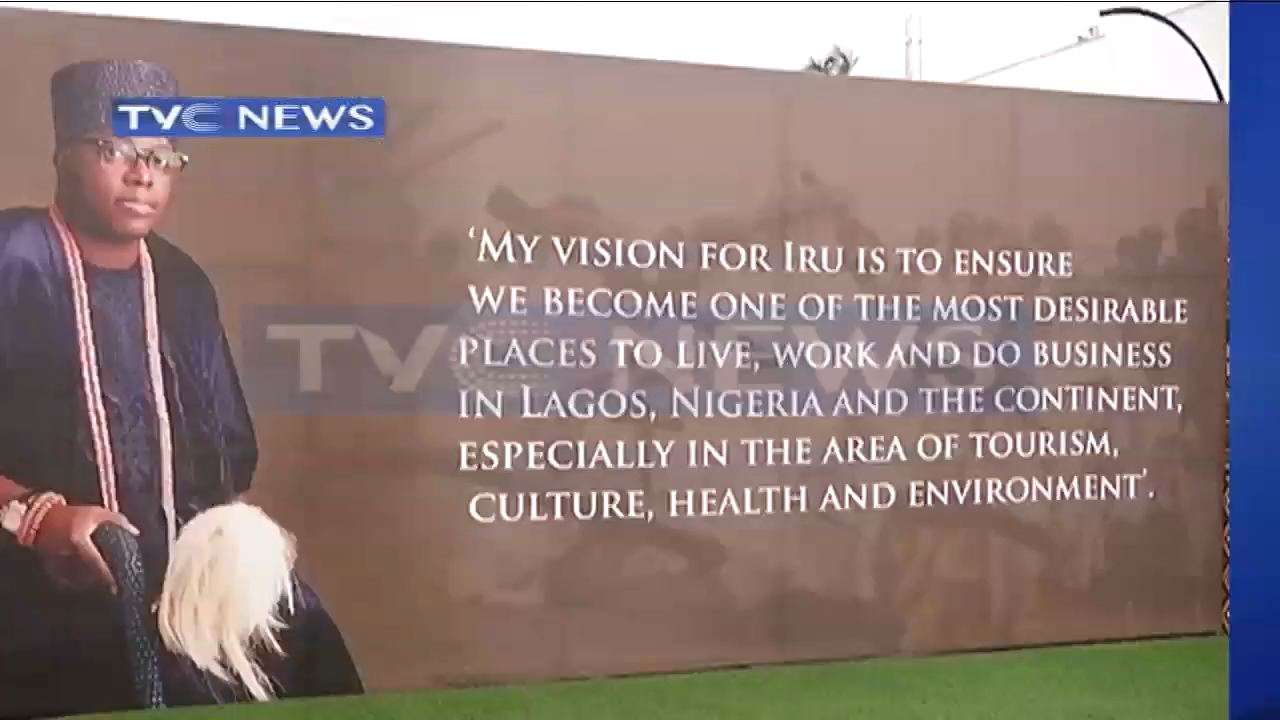 TVC NEWS
'MY VISION FOR IRU IS TO ENSURE
WE BECOME ONE OF THE MOST DESIRABLE
PLACES TO LIVE, WORK AND DO BUSINESS
IN LAGOS, NIGERIA AND THE CONTINENT,
ESPECIALLY IN THE AREA OF TOURISM,
CULTURE, HEALTH AND ENVIRONMENT'.
TVC NEWS